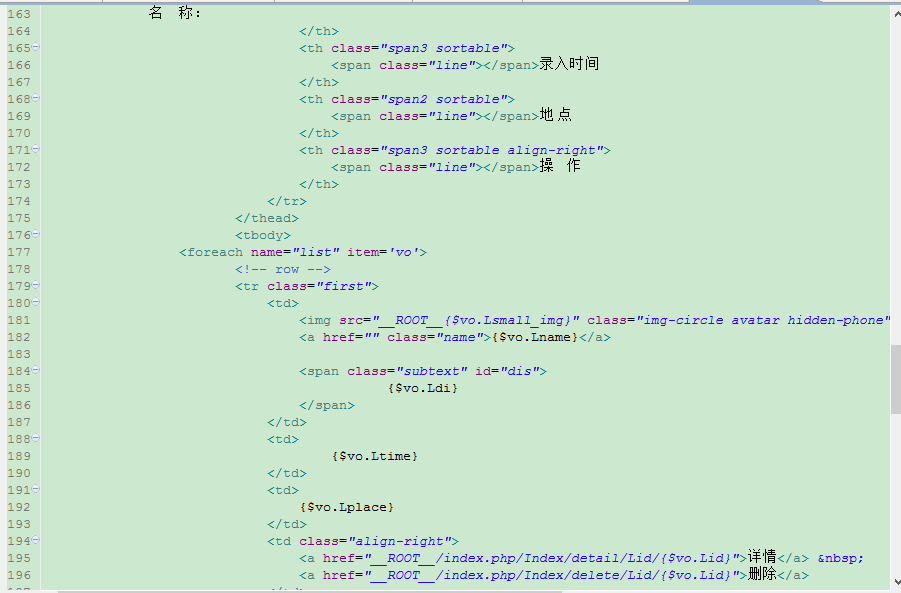 163 名 称：
164 </th>
165 <th class="span3 sortable">
166 <span class="line"></span>录入时间
167 </th>
168 <th class="span2 sortable">
169 <span class="line"></span>地点
170 </th>
171 <th class="span3 sortable align-right">
172 <span class="line"></span>操 作
173 </th>
174 </tr>
175 </thead>
176 <tbody>
177 <foreach name="list" item='vo'>
178 <!-- row -->
179 <tr class="first">
180 <td>
181 <img src="__ROOT__{$vo.Lsmall_img}" class="img-circle avatar hidden-phone"
182 <a href="" class="name">{$vo.Lname}</a>
183
184 <span class="subtext" id="dis">
185 {$vo.Ldi}
186 </span>
187 </td>
188 <td>
189 {$vo.Ltime}
190 </td>
191 <td>
192 {$vo.Lplace}
193 </td>
194 <td class="align-right">
195 <a href="__ROOT__/index.php/Index/detail/Lid/{$vo.Lid}">详情</a> &nbsp;
196 <a href="__ROOT__/index.php/Index/delete/Lid/{$vo.Lid}">删除</a>